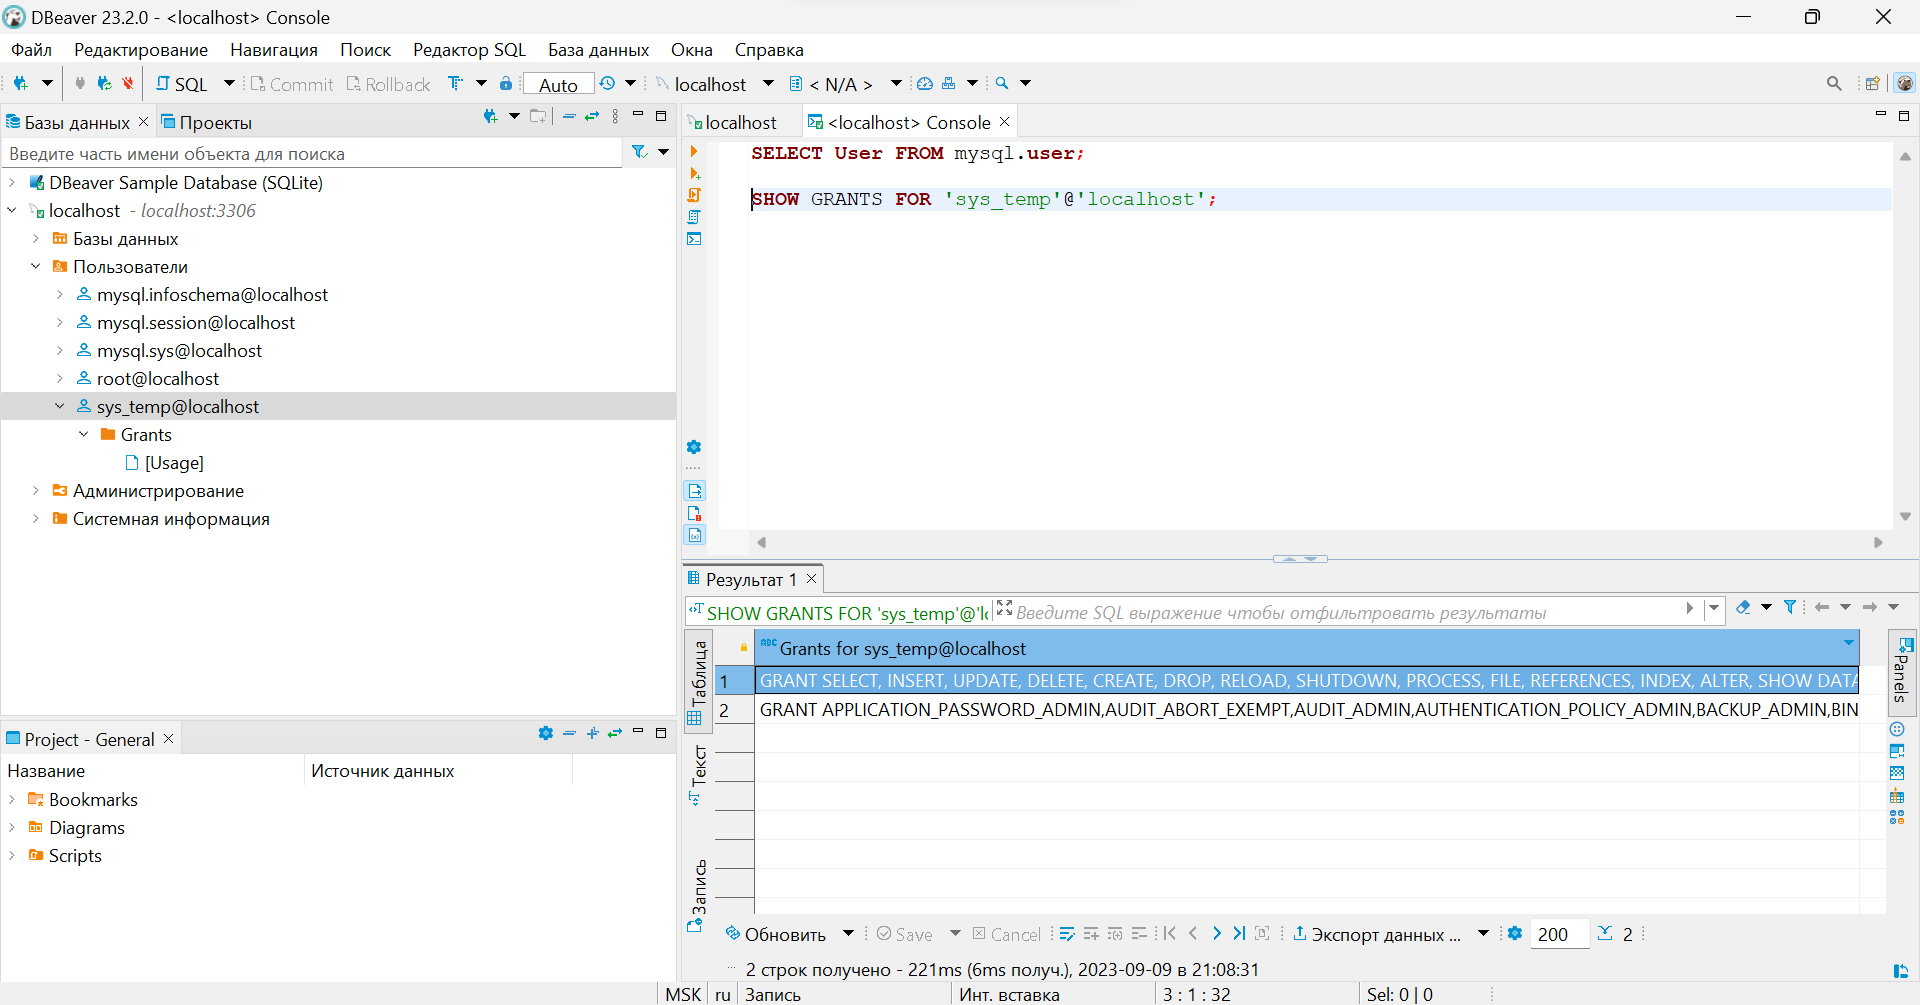 DBeaver 23.2.0 - <localhost> Console
Файл Редактирование Навигация Поиск Редактор SQL База данных Окна Справка
SQL Commit Rollback Auto localhost < N/A >
Базы данных Проекты
Введите часть имени объекта для поиска
DBeaver Sample Database (SQLite)
localhost - localhost:3306
Базы данных
Пользователи
mysql.infoschema@localhost
mysql.session@localhost
mysql.sys@localhost
root@localhost
sys_temp@localhost
Grants
[Usage]
Администрирование
Системная информация
Project - General
Название Источник данных
Bookmarks
Diagrams
Scripts
localhost <localhost> Console
SELECT User FROM mysql.user;
SHOW GRANTS FOR 'sys_temp'@'localhost';
Результат 1
SHOW GRANTS FOR 'sys_temp'@'lo Введите SQL выражение чтобы отфильтровать результаты
Таблица
Текст
Запись
ABC Grants for sys_temp@localhost
1 GRANT SELECT, INSERT, UPDATE, DELETE, CREATE, DROP, RELOAD, SHUTDOWN, PROCESS, FILE, REFERENCES, INDEX, ALTER, SHOW DATA
2 GRANT APPLICATION_PASSWORD_ADMIN,AUDIT_ABORT_EXEMPT,AUDIT_ADMIN,AUTHENTICATION_POLICY_ADMIN,BACKUP_ADMIN,BIN
Panels
Обновить Save Cancel Экспорт данных ... 200 2
2 строк получено - 221ms (6ms получ.), 2023-09-09 в 21:08:31
MSK ru Запись Инт. вставка 3 : 1 : 32 Sel: 0 | 0